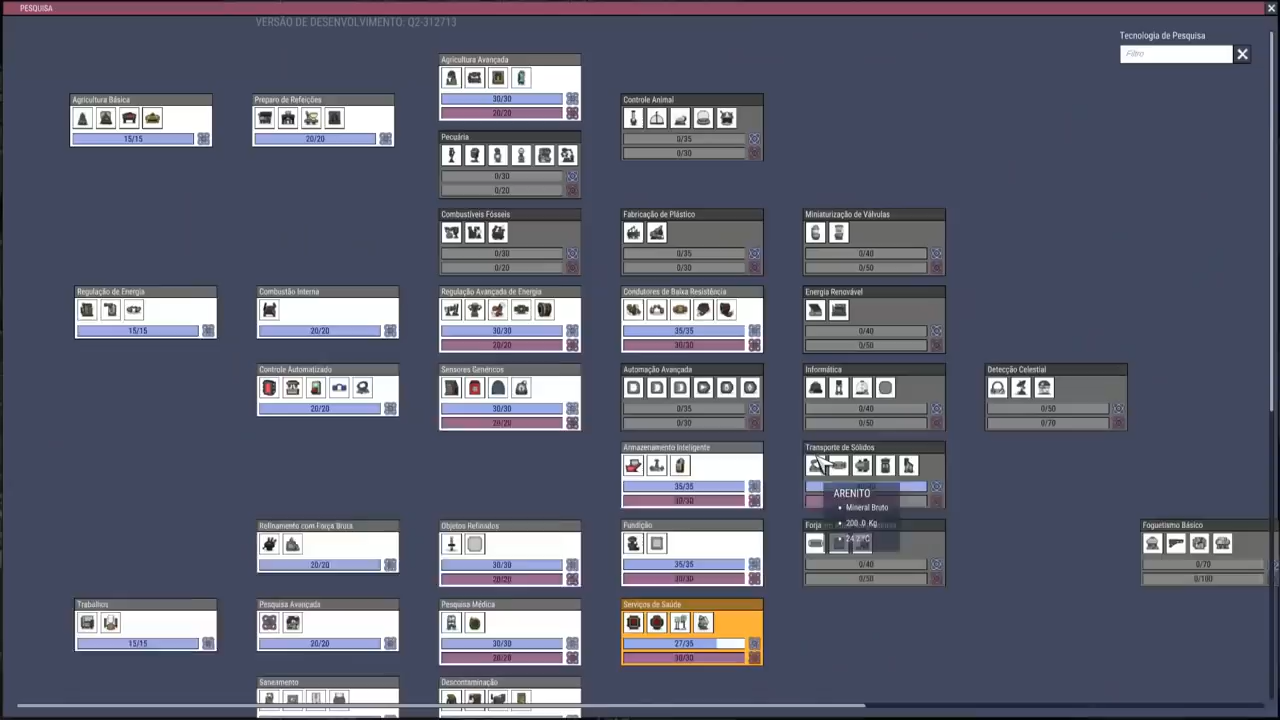 PESQUISA
VERSÃO DE DESENVOLVIMENTO: Q2-312713
Tecnologia de Pesquisa
Filtro
Agricultura Avançada
30/30
20/20
Agricultura Básica
15/15
Preparo de Refeições
20/20
Controle Animal
0/35
0/30
Pecuária
0/30
0/20
Combustíveis Fósseis
0/30
0/20
Fabricação de Plástico
0/35
0/30
Miniaturização de Válvulas
0/40
0/50
Regulação de Energia
15/15
Combustão Interna
20/20
Regulação Avançada de Energia
30/30
20/20
Condutores de Baixa Resistência
35/35
30/30
Energia Renovável
0/40
0/50
Controle Automatizado
20/20
Sensores Genéricos
30/30
20/20
Automação Avançada
0/35
0/30
Informática
0/40
0/50
Detecção Celestial
0/50
0/70
Armazenamento Inteligente
35/35
30/30
Transporte de Sólidos
ARENITO
• Mineral Bruto
• 200.0 Kg
• 24.2 °C
Refinamento com Força Bruta
20/20
Objetos Refinados
30/30
20/20
Fundição
35/35
30/30
Forja
0/40
0/50
Foguetismo Básico
0/70
0/100
Trabalhos
15/15
Pesquisa Avançada
20/20
Pesquisa Médica
30/30
20/20
Serviços de Saúde
27/35
30/30
Saneamento
Descontaminação